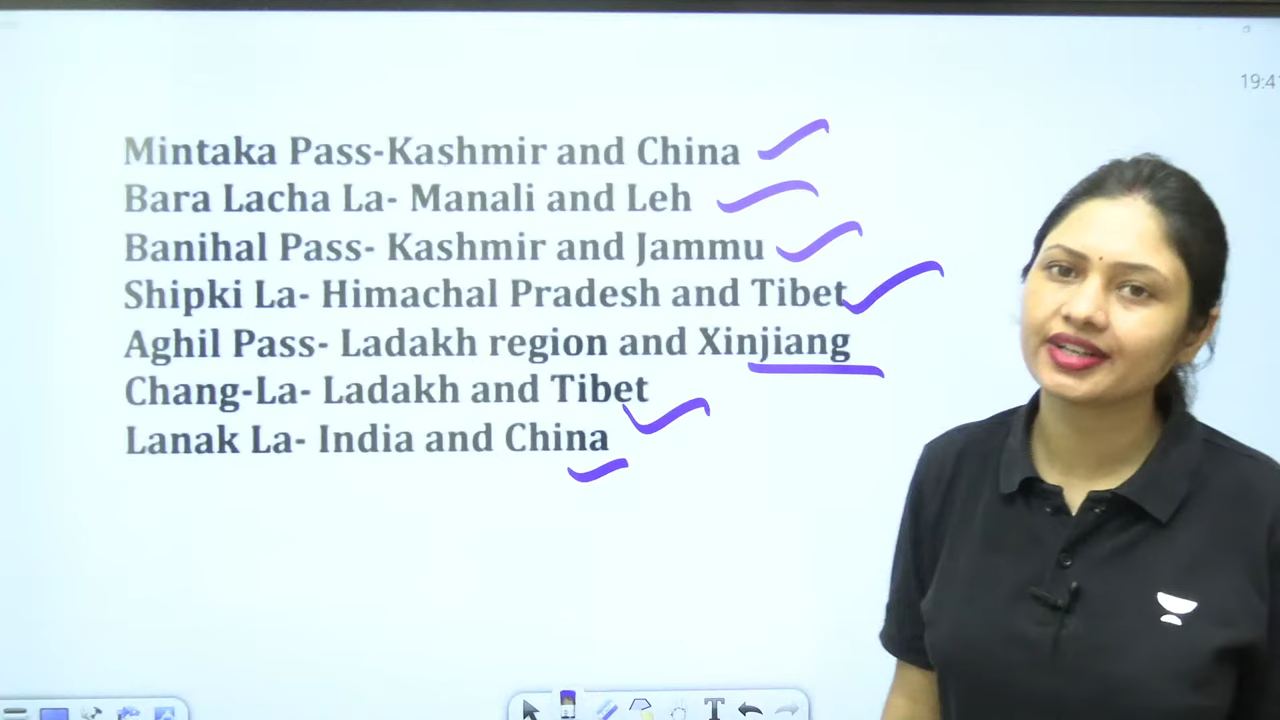 19:41
Mintaka Pass-Kashmir and China
Bara Lacha La- Manali and Leh
Banihal Pass- Kashmir and Jammu
Shipki La- Himachal Pradesh and Tibet
Aghil Pass- Ladakh region and Xinjiang
Chang-La- Ladakh and Tibet
Lanak La- India and China
T